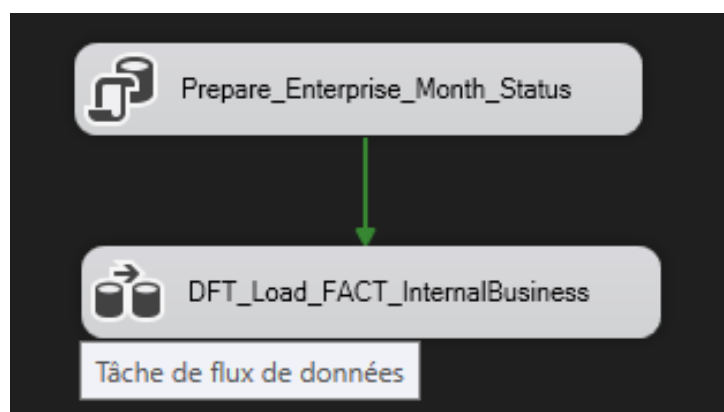 Prepare_Enterprise_Month_Status
DFT_Load_FACT_InternalBusiness
Tâche de flux de données